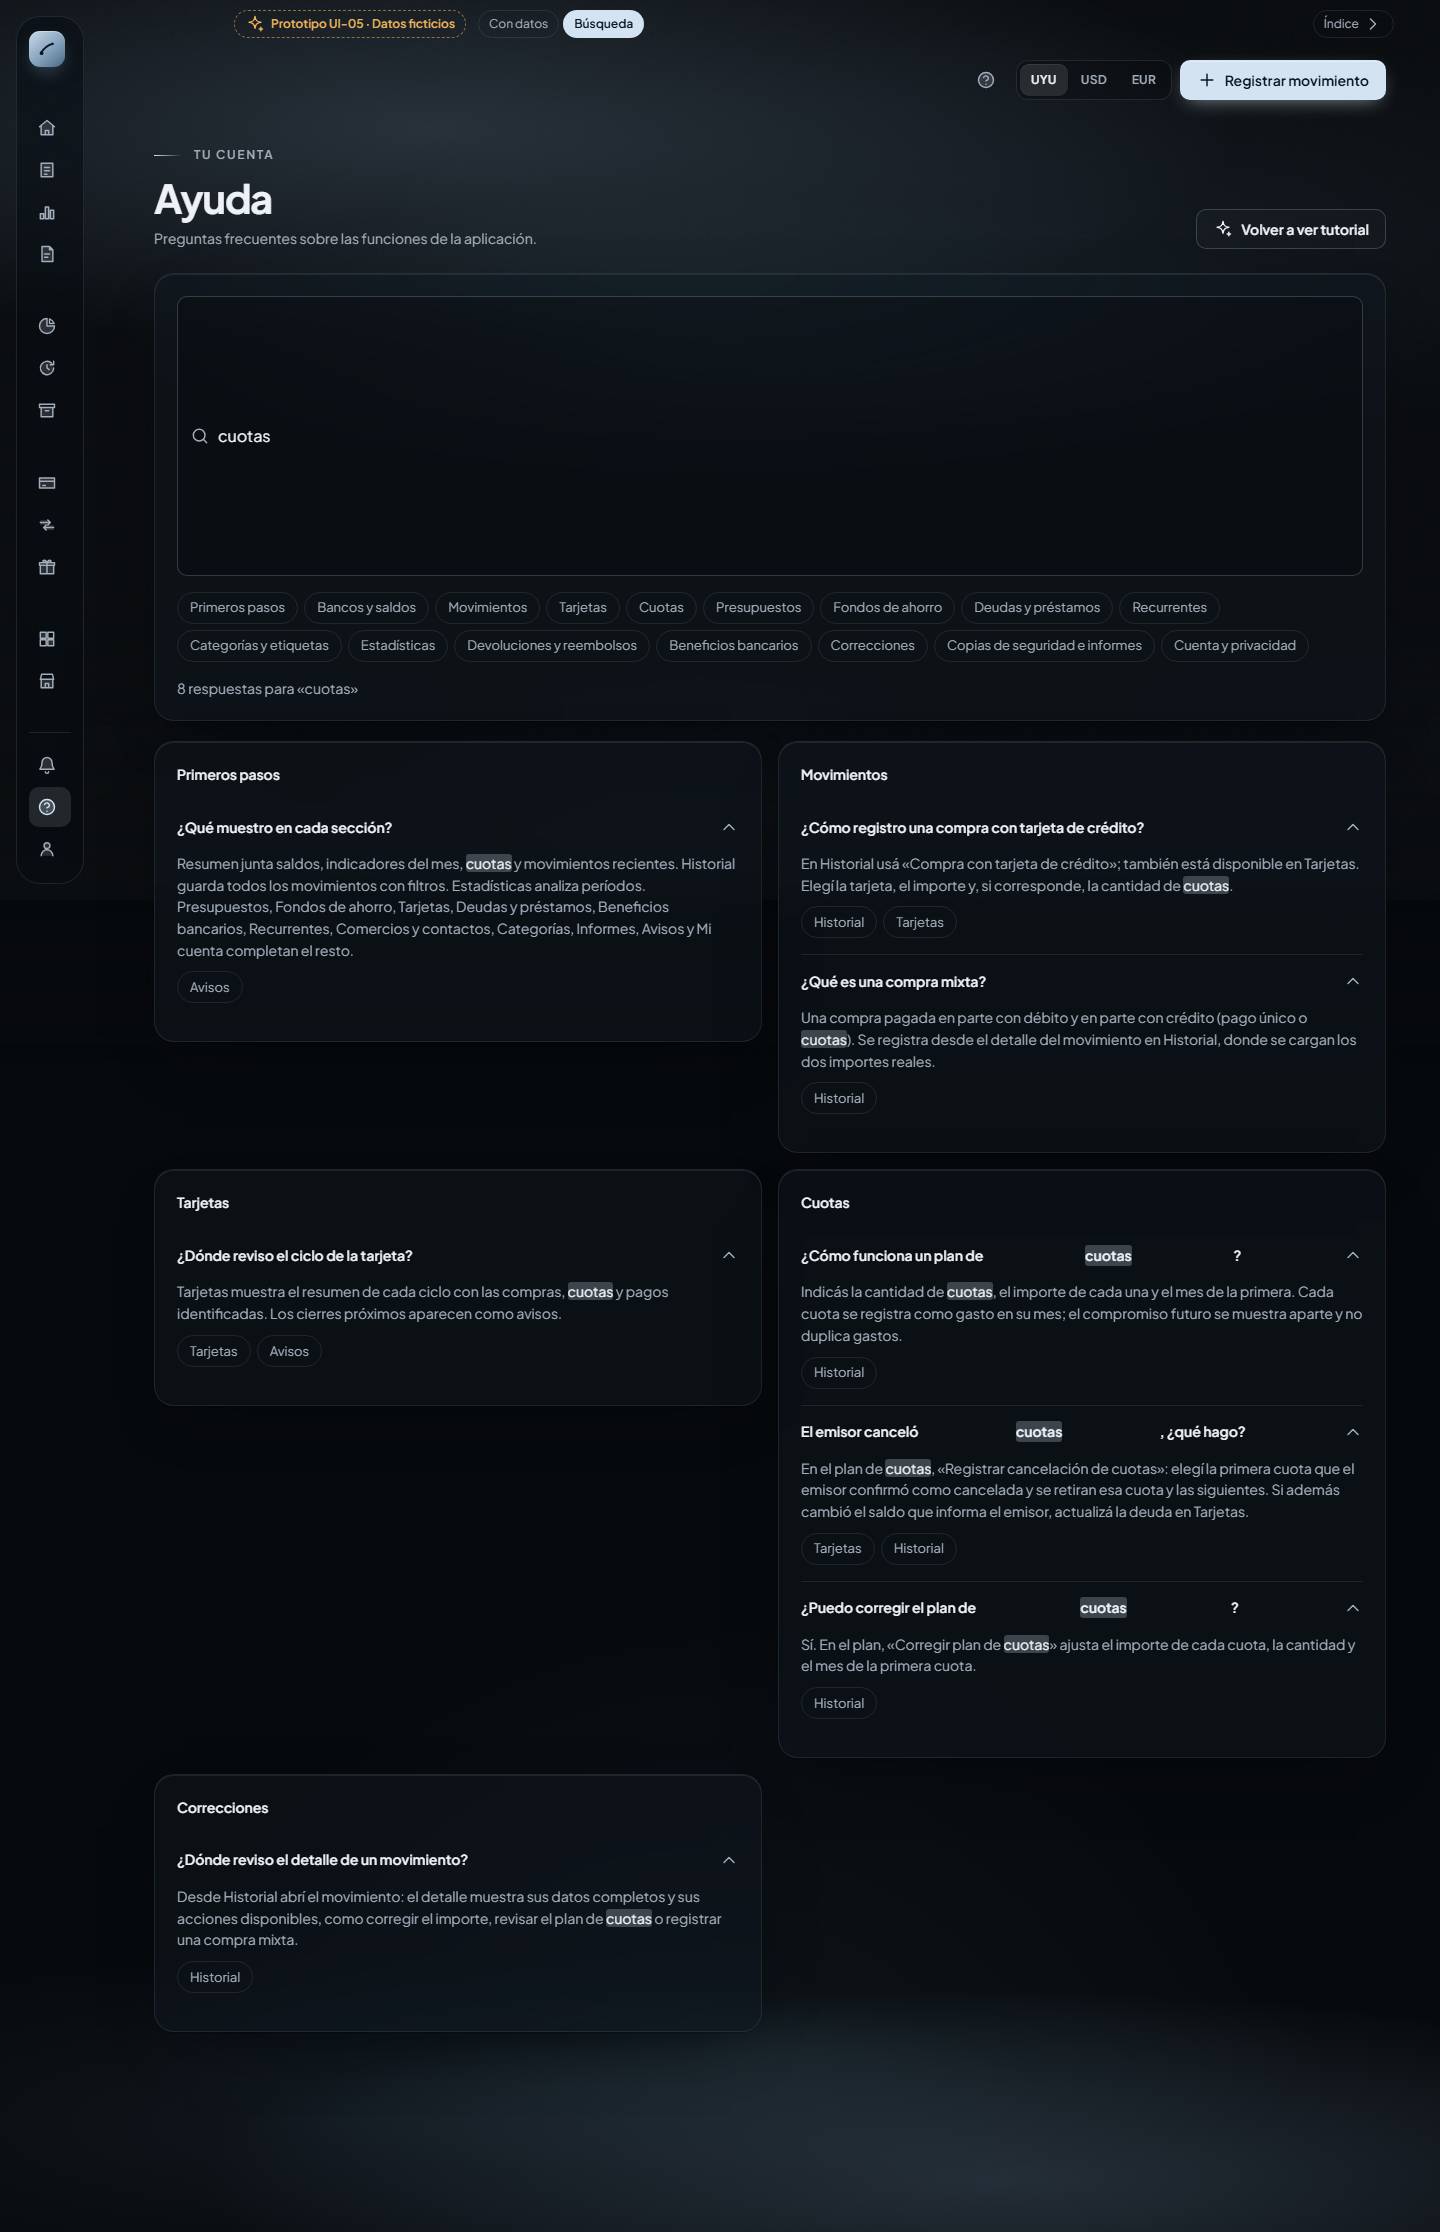 Prototipo UI-05 · Datos ficticios
Con datos
Búsqueda
Índice
UYU
USD
EUR
Registrar movimiento
TU CUENTA
Ayuda
Preguntas frecuentes sobre las funciones de la aplicación.
Volver a ver tutorial
cuotas
Primeros pasos
Bancos y saldos
Movimientos
Tarjetas
Cuotas
Presupuestos
Fondos de ahorro
Deudas y préstamos
Recurrentes
Categorías y etiquetas
Estadísticas
Devoluciones y reembolsos
Beneficios bancarios
Correcciones
Copias de seguridad e informes
Cuenta y privacidad
8 respuestas para «cuotas»
Primeros pasos
¿Qué muestro en cada sección?
Resumen junta saldos, indicadores del mes, cuotas y movimientos recientes. Historial
guarda todos los movimientos con filtros. Estadísticas analiza períodos.
Presupuestos, Fondos de ahorro, Tarjetas, Deudas y préstamos, Beneficios
bancarios, Recurrentes, Comercios y contactos, Categorías, Informes, Avisos y Mi
cuenta completan el resto.
Avisos
Movimientos
¿Cómo registro una compra con tarjeta de crédito?
En Historial usá «Compra con tarjeta de crédito»; también está disponible en Tarjetas.
Elegí la tarjeta, el importe y, si corresponde, la cantidad de cuotas.
Historial
Tarjetas
¿Qué es una compra mixta?
Una compra pagada en parte con débito y en parte con crédito (pago único o
cuotas). Se registra desde el detalle del movimiento en Historial, donde se cargan los
dos importes reales.
Historial
Tarjetas
¿Dónde reviso el ciclo de la tarjeta?
Tarjetas muestra el resumen de cada ciclo con las compras, cuotas y pagos
identificadas. Los cierres próximos aparecen como avisos.
Tarjetas
Avisos
Cuotas
¿Cómo funciona un plan de cuotas ?
Indicás la cantidad de cuotas, el importe de cada una y el mes de la primera. Cada
cuota se registra como gasto en su mes; el compromiso futuro se muestra aparte y no
duplica gastos.
Historial
El emisor canceló cuotas , ¿qué hago?
En el plan de cuotas, «Registrar cancelación de cuotas»: elegí la primera cuota que el
emisor confirmó como cancelada y se retiran esa cuota y las siguientes. Si además
cambió el saldo que informa el emisor, actualizá la deuda en Tarjetas.
Tarjetas
Historial
¿Puedo corregir el plan de cuotas ?
Sí. En el plan, «Corregir plan de cuotas» ajusta el importe de cada cuota, la cantidad y
el mes de la primera cuota.
Historial
Correcciones
¿Dónde reviso el detalle de un movimiento?
Desde Historial abrí el movimiento: el detalle muestra sus datos completos y sus
acciones disponibles, como corregir el importe, revisar el plan de cuotas o registrar
una compra mixta.
Historial